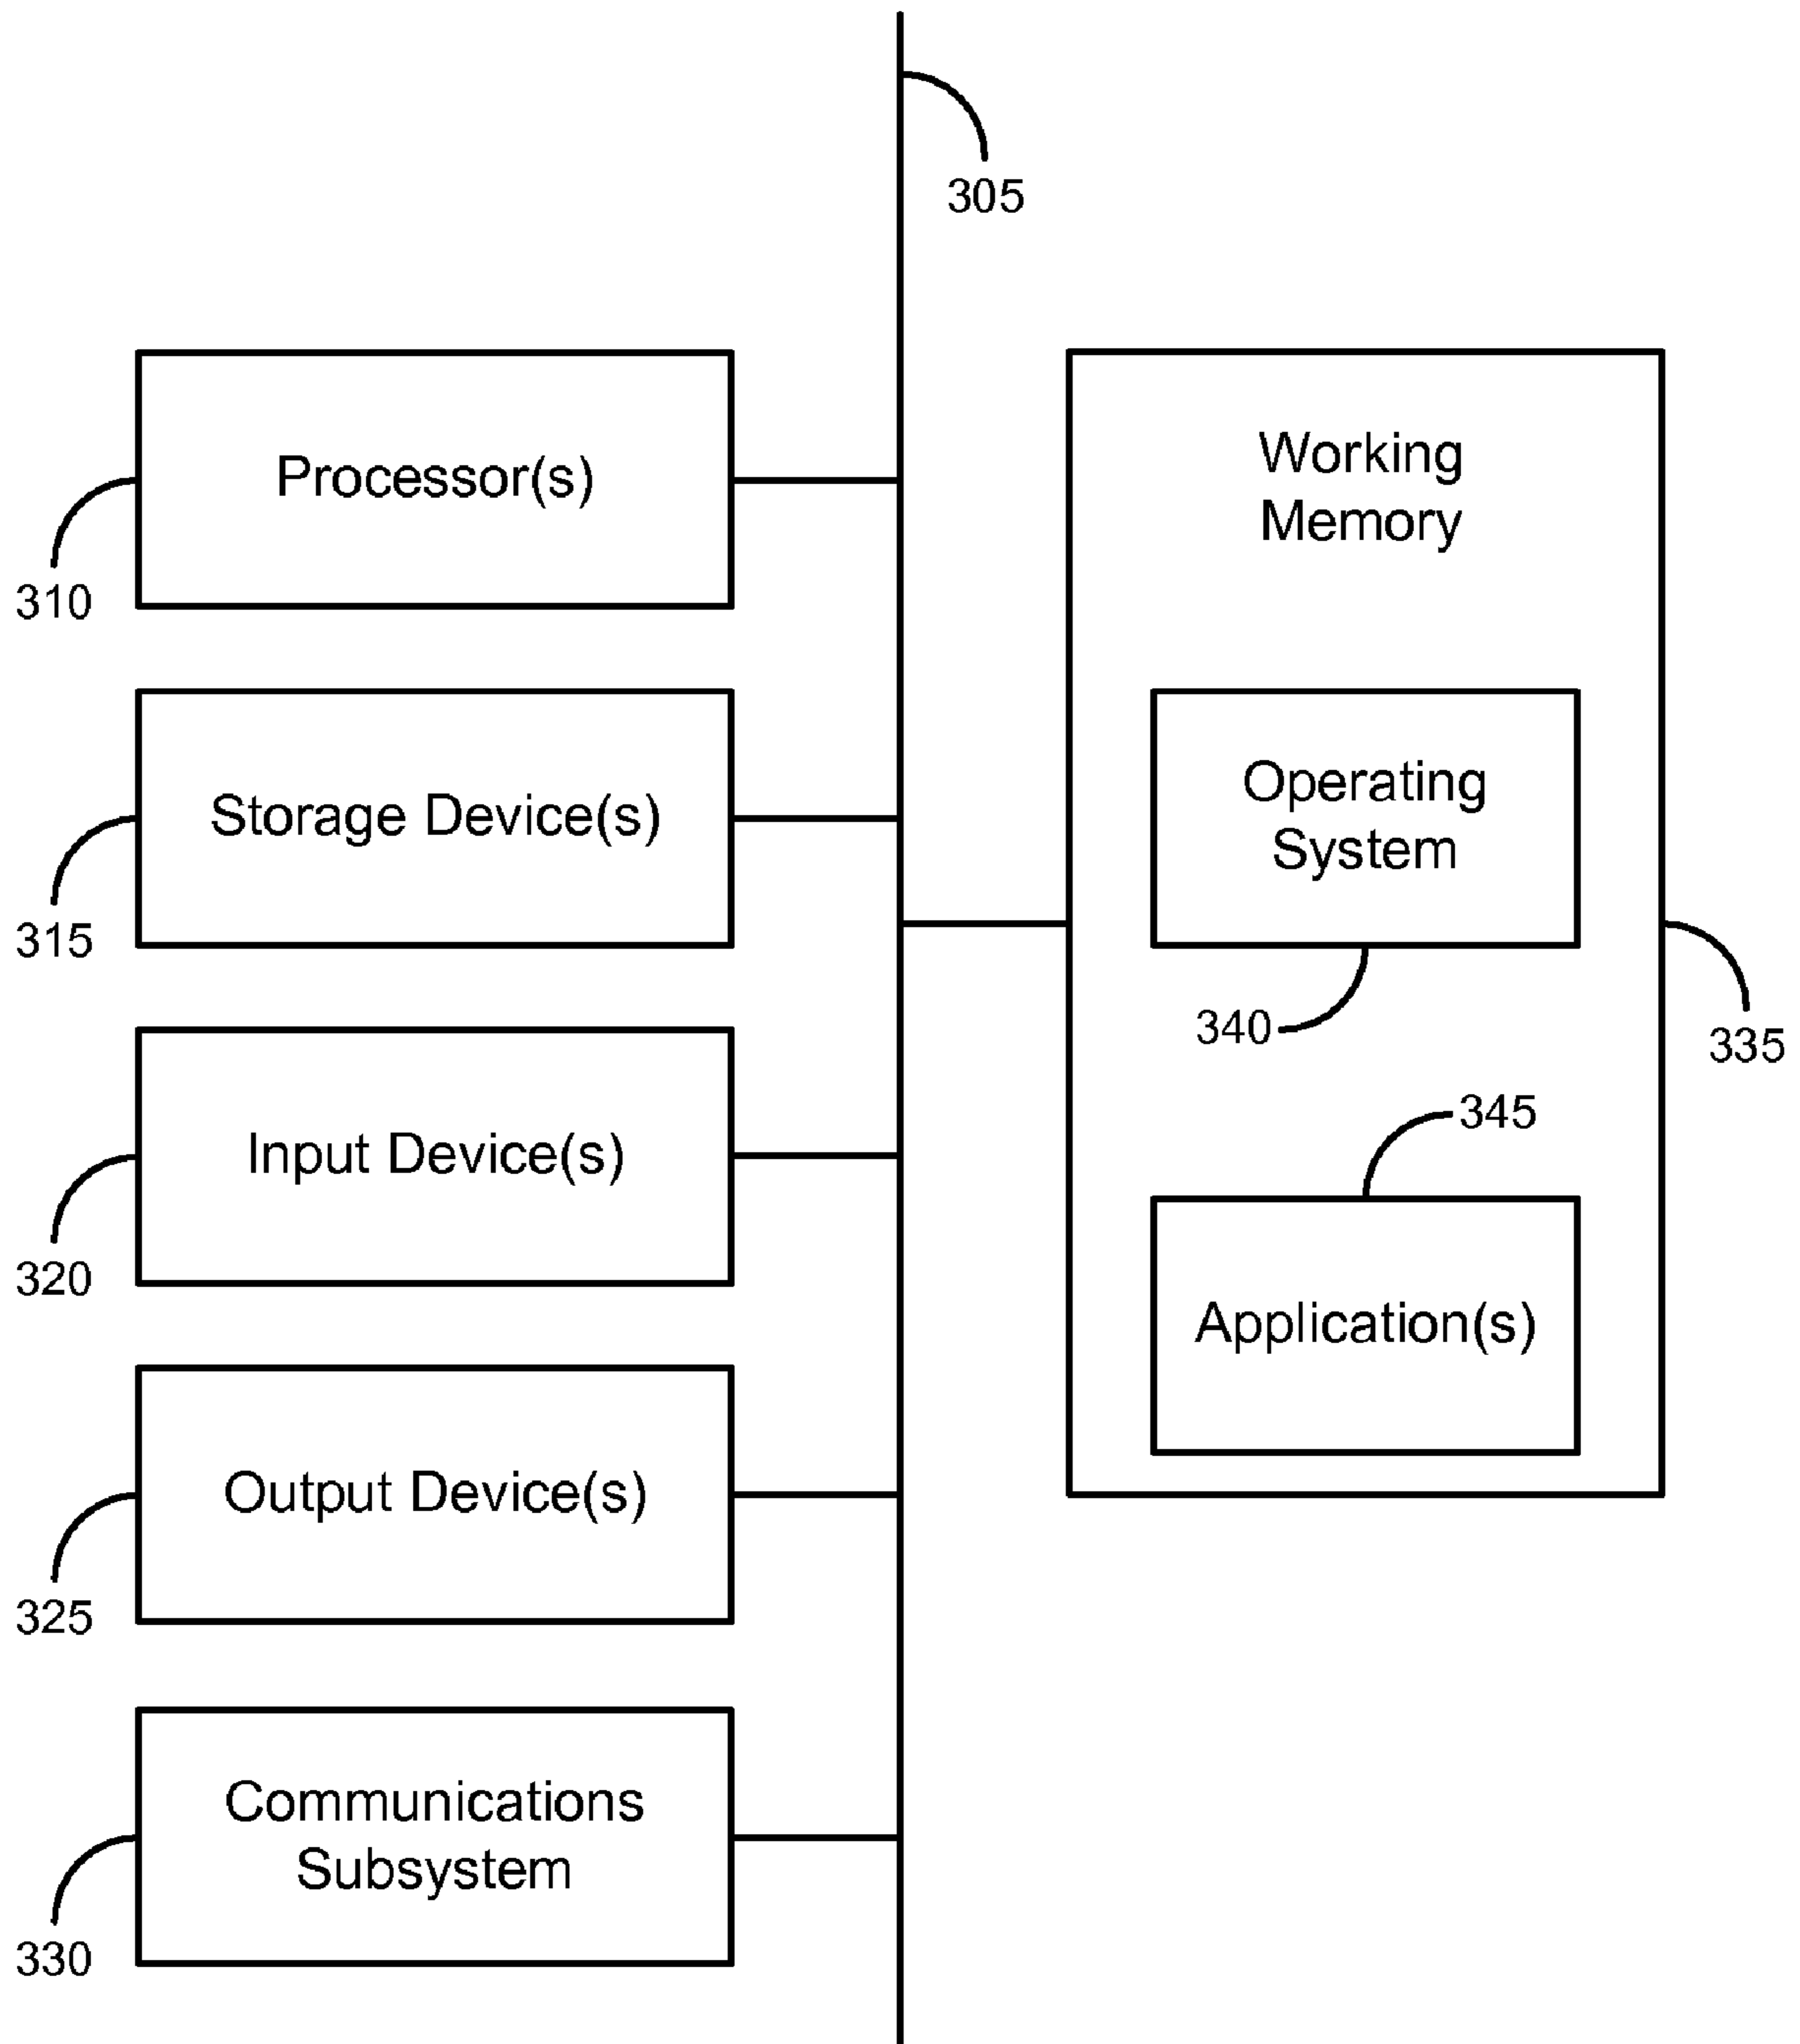 305
Processor(s)
310
Storage Device(s)
315
Input Device(s)
320
Output Device(s)
325
Communications
Subsystem
330
Working
Memory
Operating
System
340
335
345
Application(s)